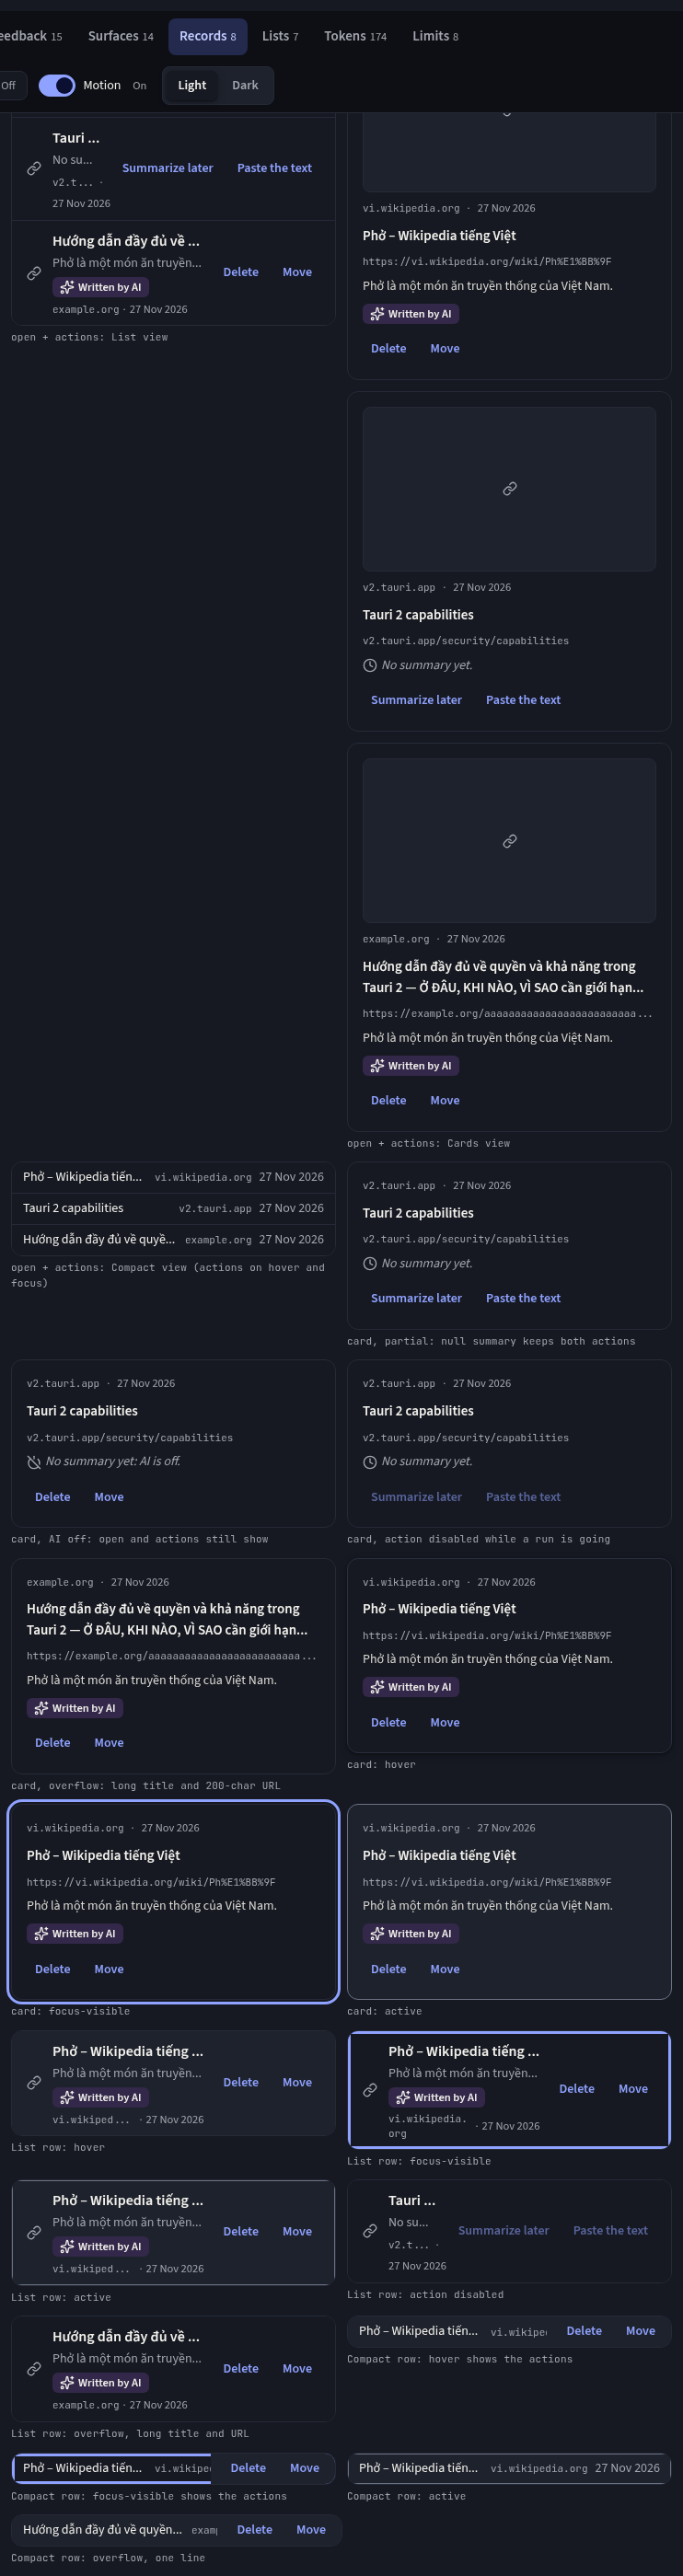 eedback 15 Surfaces 14 Records 8 Lists 7 Tokens 174 Limits 8
Off Motion On Light Dark
Tauri ...
No su...
v2.t... ·
27 Nov 2026
Summarize later Paste the text
Hướng dẫn đầy đủ về ...
Phở là một món ăn truyền...
Written by AI
example.org · 27 Nov 2026
Delete Move
open + actions: List view
vi.wikipedia.org · 27 Nov 2026
Phở – Wikipedia tiếng Việt
https://vi.wikipedia.org/wiki/Ph%E1%BB%9F
Phở là một món ăn truyền thống của Việt Nam.
Written by AI
Delete Move
v2.tauri.app · 27 Nov 2026
Tauri 2 capabilities
v2.tauri.app/security/capabilities
No summary yet.
Summarize later Paste the text
example.org · 27 Nov 2026
Hướng dẫn đầy đủ về quyền và khả năng trong
Tauri 2 — Ở ĐÂU, KHI NÀO, VÌ SAO cần giới hạn...
https://example.org/aaaaaaaaaaaaaaaaaaaaaaaaa...
Phở là một món ăn truyền thống của Việt Nam.
Written by AI
Delete Move
open + actions: Cards view
Phở – Wikipedia tiến... vi.wikipedia.org 27 Nov 2026
Tauri 2 capabilities v2.tauri.app 27 Nov 2026
Hướng dẫn đầy đủ về quyề... example.org 27 Nov 2026
open + actions: Compact view (actions on hover and
focus)
v2.tauri.app · 27 Nov 2026
Tauri 2 capabilities
v2.tauri.app/security/capabilities
No summary yet.
Summarize later Paste the text
card, partial: null summary keeps both actions
v2.tauri.app · 27 Nov 2026
Tauri 2 capabilities
v2.tauri.app/security/capabilities
No summary yet: AI is off.
Delete Move
card, AI off: open and actions still show
v2.tauri.app · 27 Nov 2026
Tauri 2 capabilities
v2.tauri.app/security/capabilities
No summary yet.
Summarize later Paste the text
card, action disabled while a run is going
example.org · 27 Nov 2026
Hướng dẫn đầy đủ về quyền và khả năng trong
Tauri 2 — Ở ĐÂU, KHI NÀO, VÌ SAO cần giới hạn...
https://example.org/aaaaaaaaaaaaaaaaaaaaaaaaa...
Phở là một món ăn truyền thống của Việt Nam.
Written by AI
Delete Move
card, overflow: long title and 200-char URL
vi.wikipedia.org · 27 Nov 2026
Phở – Wikipedia tiếng Việt
https://vi.wikipedia.org/wiki/Ph%E1%BB%9F
Phở là một món ăn truyền thống của Việt Nam.
Written by AI
Delete Move
card: hover
vi.wikipedia.org · 27 Nov 2026
Phở – Wikipedia tiếng Việt
https://vi.wikipedia.org/wiki/Ph%E1%BB%9F
Phở là một món ăn truyền thống của Việt Nam.
Written by AI
Delete Move
card: focus-visible
vi.wikipedia.org · 27 Nov 2026
Phở – Wikipedia tiếng Việt
https://vi.wikipedia.org/wiki/Ph%E1%BB%9F
Phở là một món ăn truyền thống của Việt Nam.
Written by AI
Delete Move
card: active
Phở – Wikipedia tiếng ...
Phở là một món ăn truyền...
Written by AI
vi.wikiped... · 27 Nov 2026
Delete Move
List row: hover
Phở – Wikipedia tiếng ...
Phở là một món ăn truyền...
Written by AI
vi.wikipedia.
org · 27 Nov 2026
Delete Move
List row: focus-visible
Phở – Wikipedia tiếng ...
Phở là một món ăn truyền...
Written by AI
vi.wikiped... · 27 Nov 2026
Delete Move
List row: active
Tauri ...
No su...
v2.t... ·
27 Nov 2026
Summarize later Paste the text
List row: action disabled
Hướng dẫn đầy đủ về ...
Phở là một món ăn truyền...
Written by AI
example.org · 27 Nov 2026
Delete Move
List row: overflow, long title and URL
Phở – Wikipedia tiến... vi.wikipe Delete Move
Compact row: hover shows the actions
Phở – Wikipedia tiến... vi.wikipe Delete Move
Compact row: focus-visible shows the actions
Phở – Wikipedia tiến... vi.wikipedia.org 27 Nov 2026
Compact row: active
Hướng dẫn đầy đủ về quyền... exam Delete Move
Compact row: overflow, one line